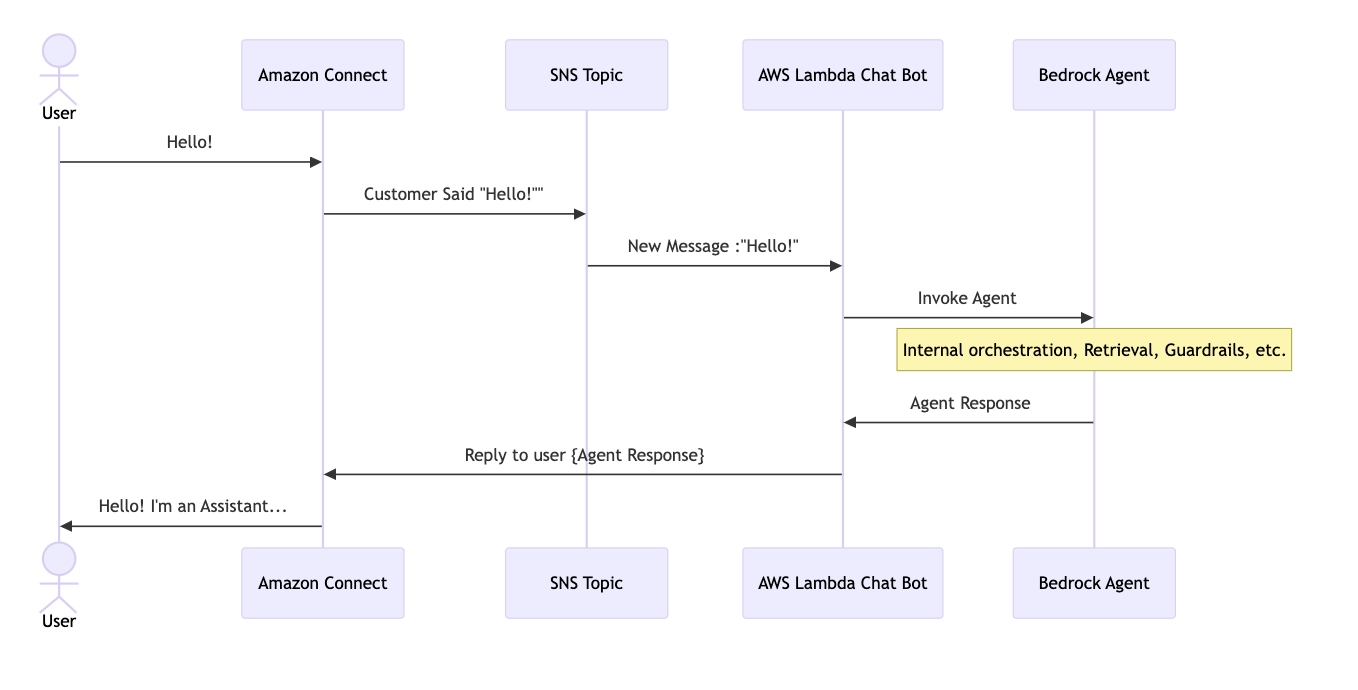 User
Amazon Connect
SNS Topic
AWS Lambda Chat Bot
Bedrock Agent
Hello!
Customer Said "Hello!""
New Message :"Hello!"
Invoke Agent
Internal orchestration, Retrieval, Guardrails, etc.
Agent Response
Reply to user {Agent Response}
Hello! I'm an Assistant...
User
Amazon Connect
SNS Topic
AWS Lambda Chat Bot
Bedrock Agent